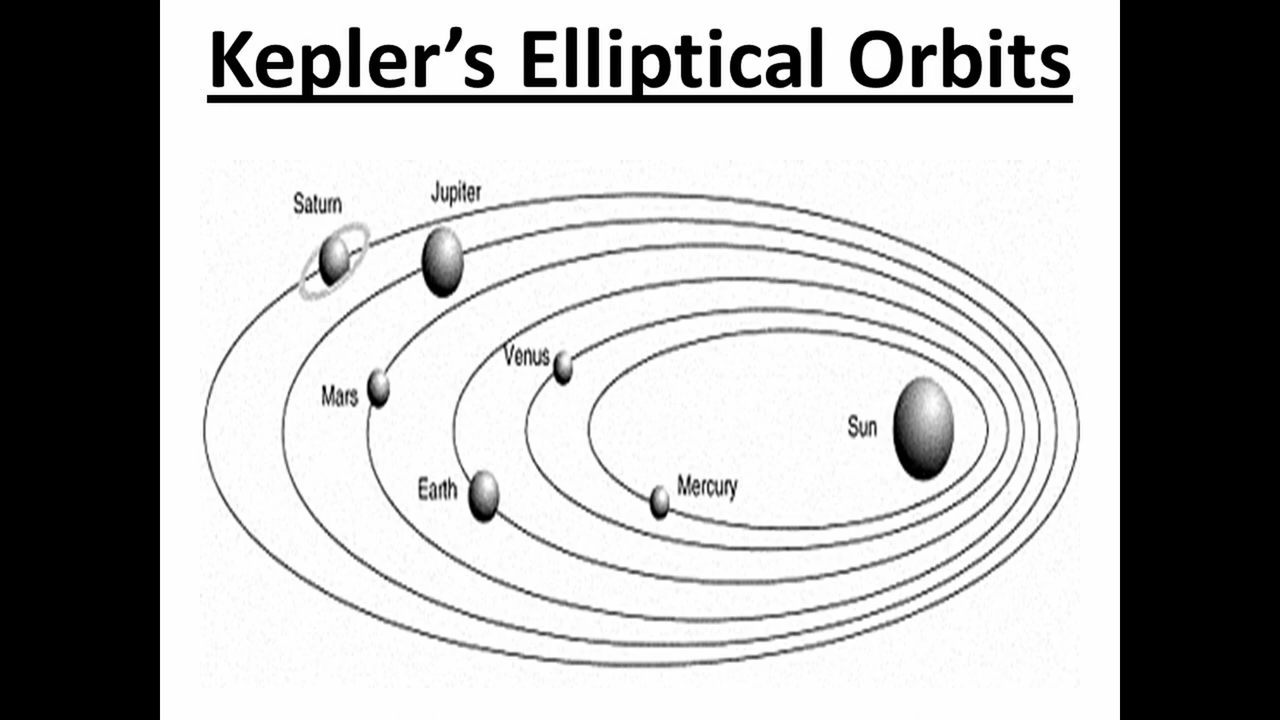 Kepler’s Elliptical Orbits
Jupiter
Saturn
Venus
Mars
Sun
Earth
Mercury